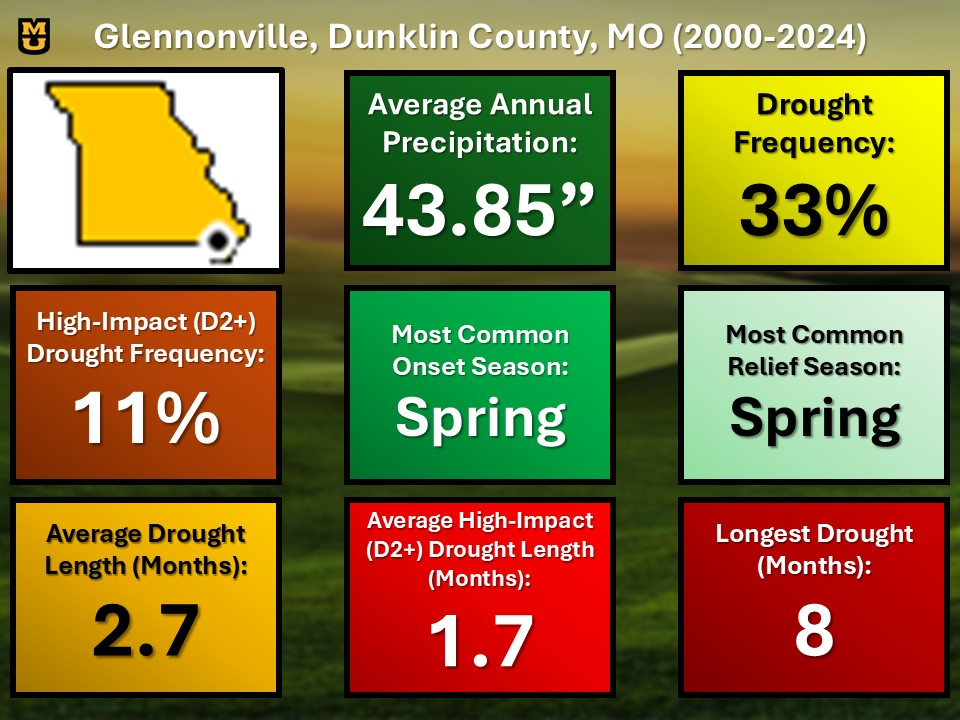 MU
Glennonville, Dunklin County, MO (2000-2024)
Average Annual
Precipitation:
43.85”
Drought
Frequency:
33%
High-Impact (D2+)
Drought Frequency:
11%
Most Common
Onset Season:
Spring
Most Common
Relief Season:
Spring
Average Drought
Length (Months):
2.7
Average High-Impact
(D2+) Drought Length
(Months):
1.7
Longest Drought
(Months):
8